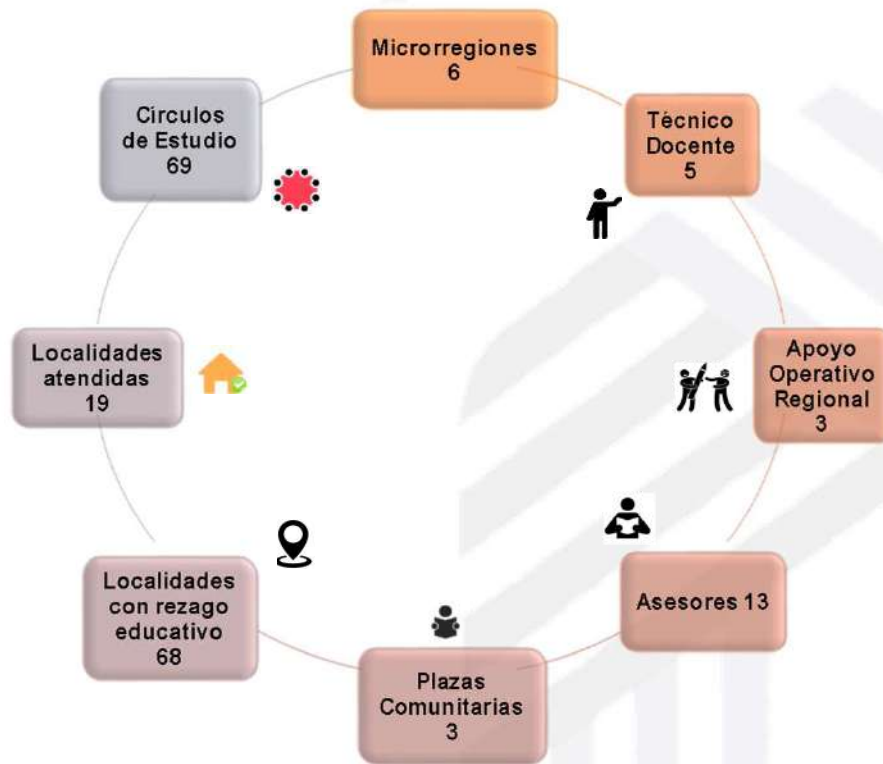 Microrregiones
6
Técnico
Docente
5
Apoyo
Operativo
Regional
3
Asesores 13
Plazas
Comunitarias
3
Localidades
con rezago
educativo
68
Localidades
atendidas
19
Círculos
de Estudio
69